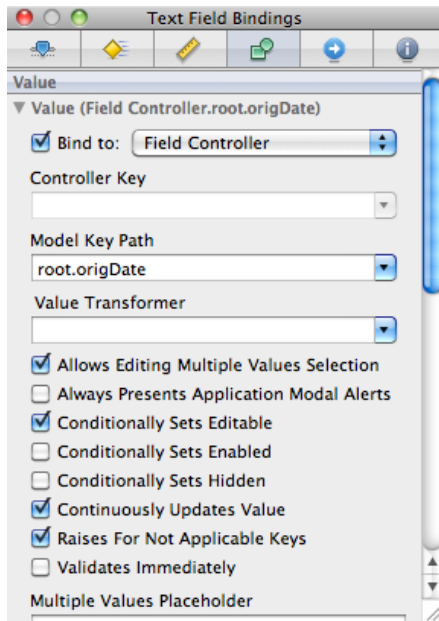 Text Field Bindings
Value
Value (Field Controller.root.origDate)
Bind to: Field Controller
Controller Key
Model Key Path
root.origDate
Value Transformer
Allows Editing Multiple Values Selection
Always Presents Application Modal Alerts
Conditionally Sets Editable
Conditionally Sets Enabled
Conditionally Sets Hidden
Continuously Updates Value
Raises For Not Applicable Keys
Validates Immediately
Multiple Values Placeholder